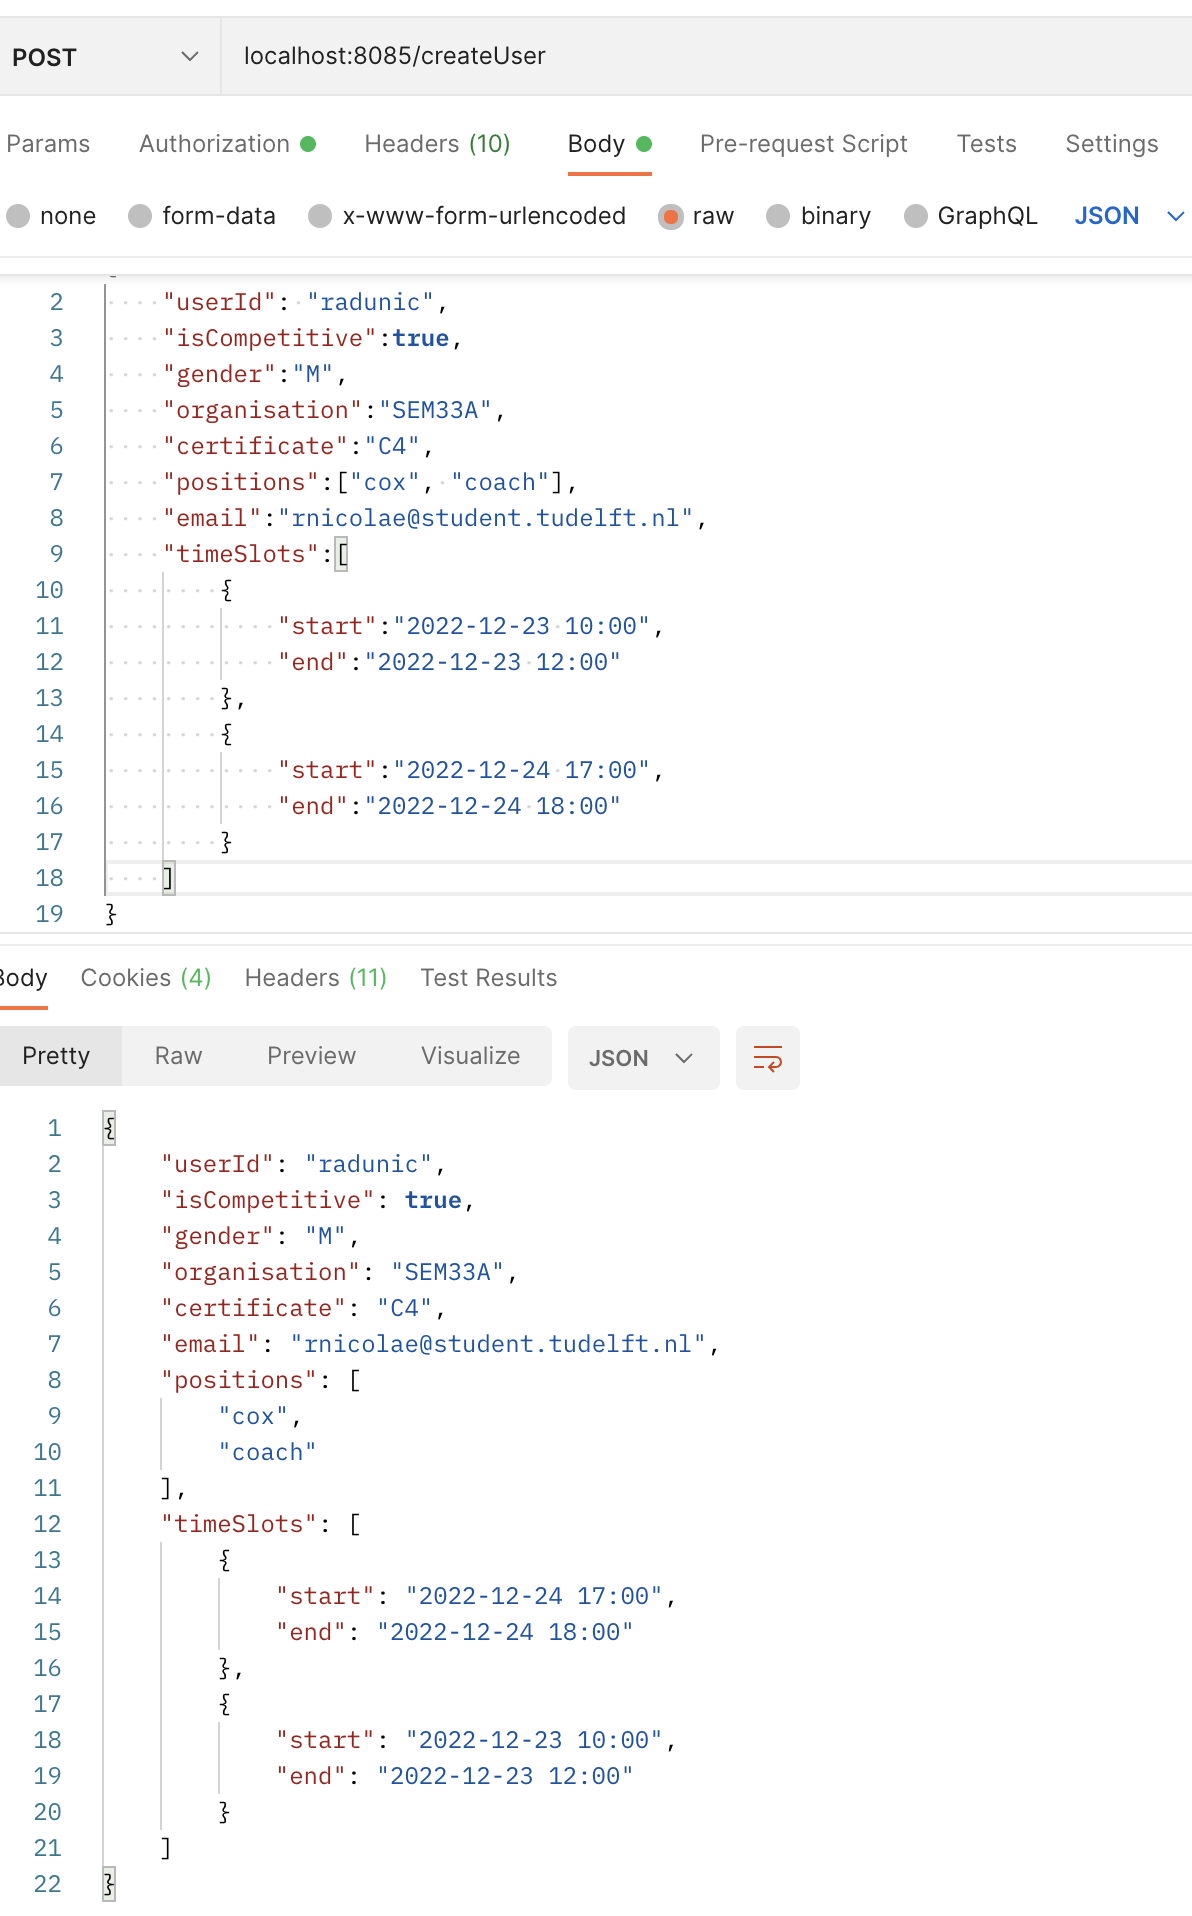 POST localhost:8085/createUser
Params Authorization Headers (10) Body Pre-request Script Tests Settings
none form-data x-www-form-urlencoded raw binary GraphQL JSON
2 "userId": "radunic",
3 "isCompetitive":true,
4 "gender":"M",
5 "organisation":"SEM33A",
6 "certificate":"C4",
7 "positions":["cox", "coach"],
8 "email":"rnicolae@student.tudelft.nl",
9 "timeSlots":[
10 {
11 "start":"2022-12-23 10:00",
12 "end":"2022-12-23 12:00"
13 },
14 {
15 "start":"2022-12-24 17:00",
16 "end":"2022-12-24 18:00"
17 }
18 ]
19 }
Body Cookies (4) Headers (11) Test Results
Pretty Raw Preview Visualize JSON
1 {
2 "userId": "radunic",
3 "isCompetitive": true,
4 "gender": "M",
5 "organisation": "SEM33A",
6 "certificate": "C4",
7 "email": "rnicolae@student.tudelft.nl",
8 "positions": [
9 "cox",
10 "coach"
11 ],
12 "timeSlots": [
13 {
14 "start": "2022-12-24 17:00",
15 "end": "2022-12-24 18:00"
16 },
17 {
18 "start": "2022-12-23 10:00",
19 "end": "2022-12-23 12:00"
20 }
21 ]
22 }